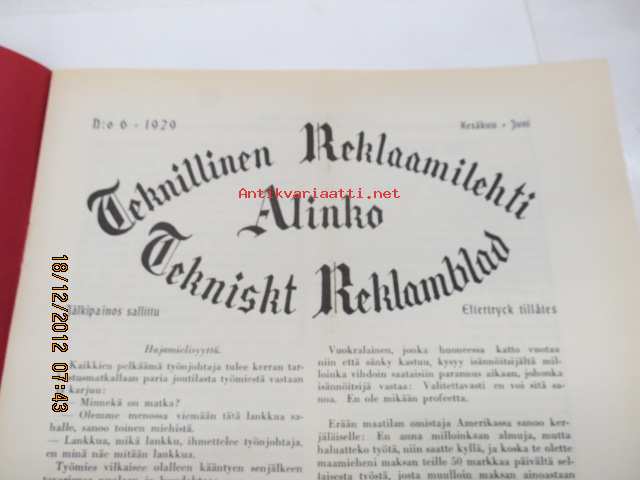 N:o 6 - 1929
Kesäkuu - Juni
Teknillinen Reklaamilehti
Antikvariaatti.net
Alinko
Tekniskt Reklamblad
Jälkipainos sallittu
Eftertryck tillåtes
Hajamielisyyttä.
Kaikkien pelkäämä työnjohtaja tulee kerran tar-
tustusmatkallaan paria joutilasta työmiestä vastaan
karjuu:
— Minnekä on matka?
— Olemme menossa viemään tätä lankkua sa-
halle, sanoo toinen miehistä.
— Lankkua, mikä lankku, ihmettelee työnjohtaja,
en minä näe mitään lankkua.
Työmies vilkaisee olalleen kääntyen senjälkeen
Vuokralainen, jonka huoneessa katto vuotaa
niin että sänky kastuu, kysyy isännöitsijältä mil-
loinka vihdoin saataisiin parannus aikaan, johonka
isännöitsijä vastaa: Valitettavasti en voi sitä sa-
noa. En ole mikään profeetta.
Erään maatilan omistaja Amerikassa sanoo ker-
jäläiselle: En anna milloinkaan almuja, mutta
haluatteko työtä, niin saatte kyllä, ja koska te olette
maamieheni maksan teille 50 markkaa päivältä sel-
laisesta työstä, josta muulloin maksan ainoastaan
18/12/2012 07:43